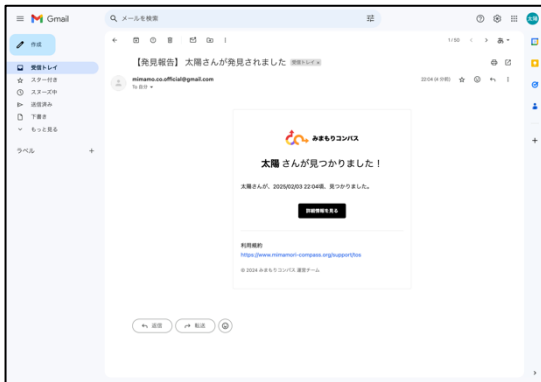 Gmail
メールを検索
太陽
作成
1/50
受信トレイ
スター付き
スヌーズ中
送信済み
下書き
もっと見る
ラベル
【発見報告】 太陽さんが発見されました 受信トレイ×
mimamo.co.official@gmail.com
To 自分
22:04 (4 分前)
みまもりコンパス
太陽 さんが見つかりました！
太陽さんが、2025/02/03 22:04頃、見つかりました。
詳細情報を見る
利用規約
https://www.mimamori-compass.org/support/tos
© 2024 みまもりコンパス 運営チーム
返信
転送